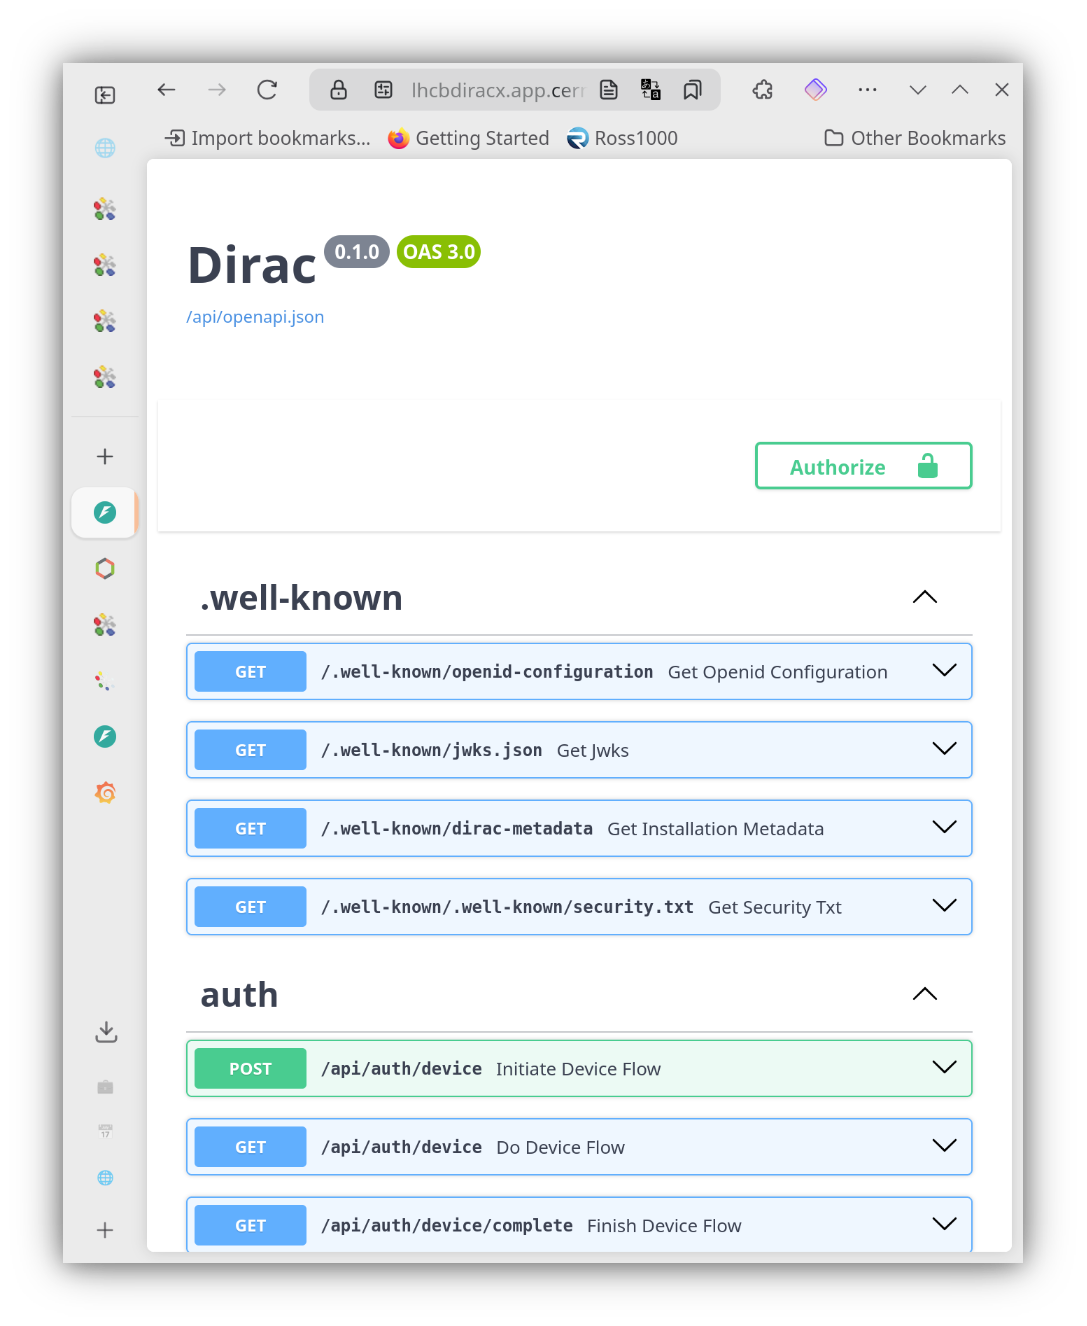 lhcbdiracx.app.cer
Import bookmarks...
Getting Started
Ross1000
Other Bookmarks
Dirac 0.1.0 OAS 3.0
/api/openapi.json
Authorize
.well-known
GET /.well-known/openid-configuration Get Openid Configuration
GET /.well-known/jwks.json Get Jwks
GET /.well-known/dirac-metadata Get Installation Metadata
GET /.well-known/.well-known/security.txt Get Security Txt
auth
POST /api/auth/device Initiate Device Flow
GET /api/auth/device Do Device Flow
GET /api/auth/device/complete Finish Device Flow
17